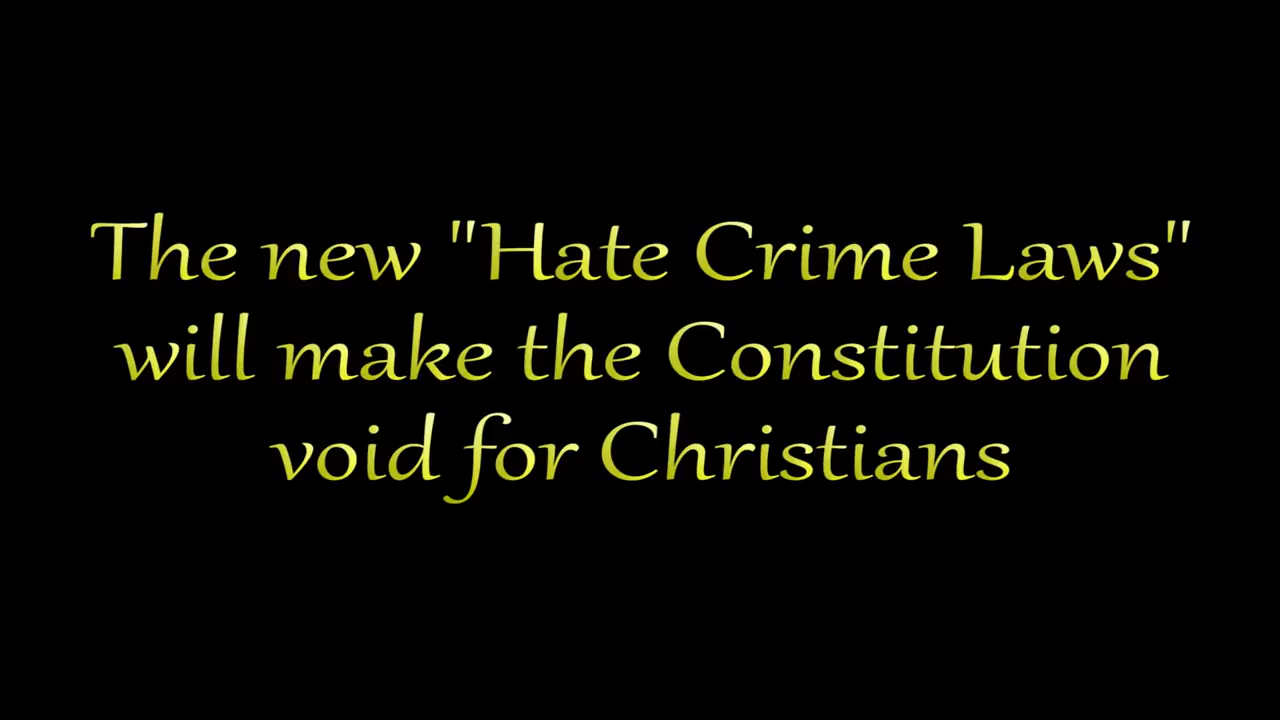 The new "Hate Crime Laws"
will make the Constitution
void for Christians